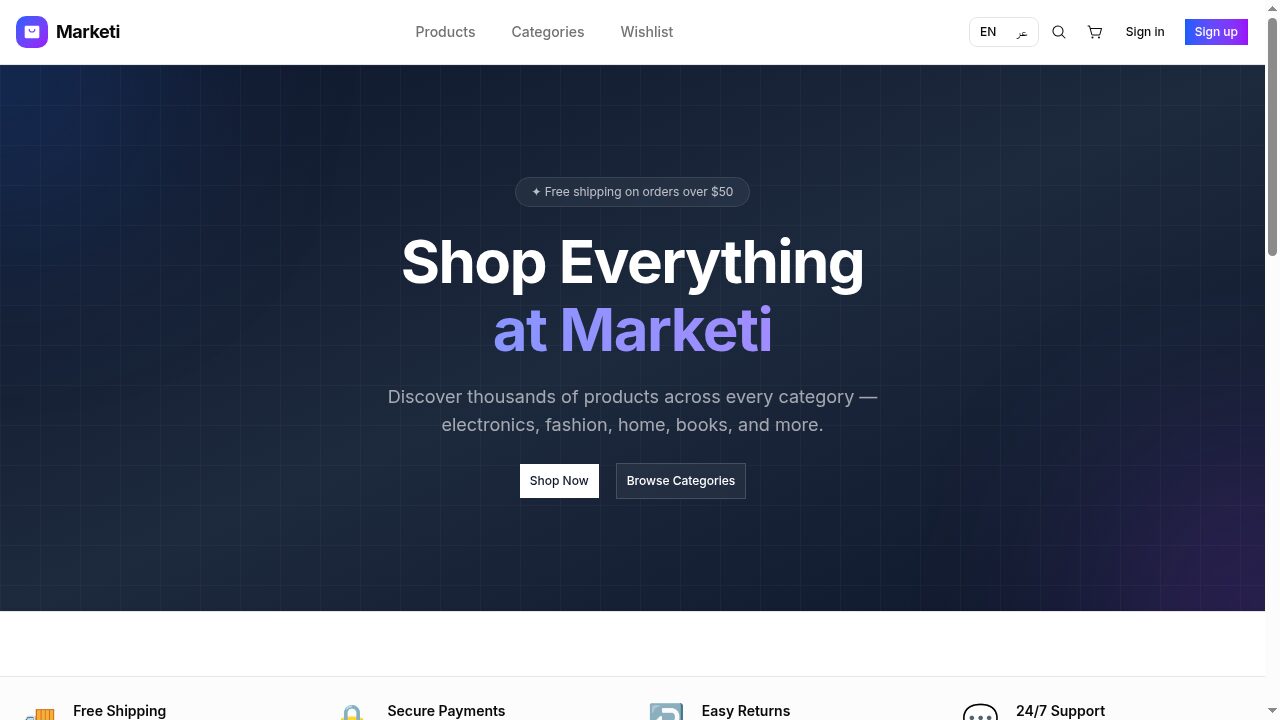 Marketi
Products
Categories
Wishlist
EN
عر
Sign in
Sign up
✦ Free shipping on orders over $50
Shop Everything
at Marketi
Discover thousands of products across every category —
electronics, fashion, home, books, and more.
Shop Now
Browse Categories
Free Shipping
Secure Payments
Easy Returns
24/7 Support